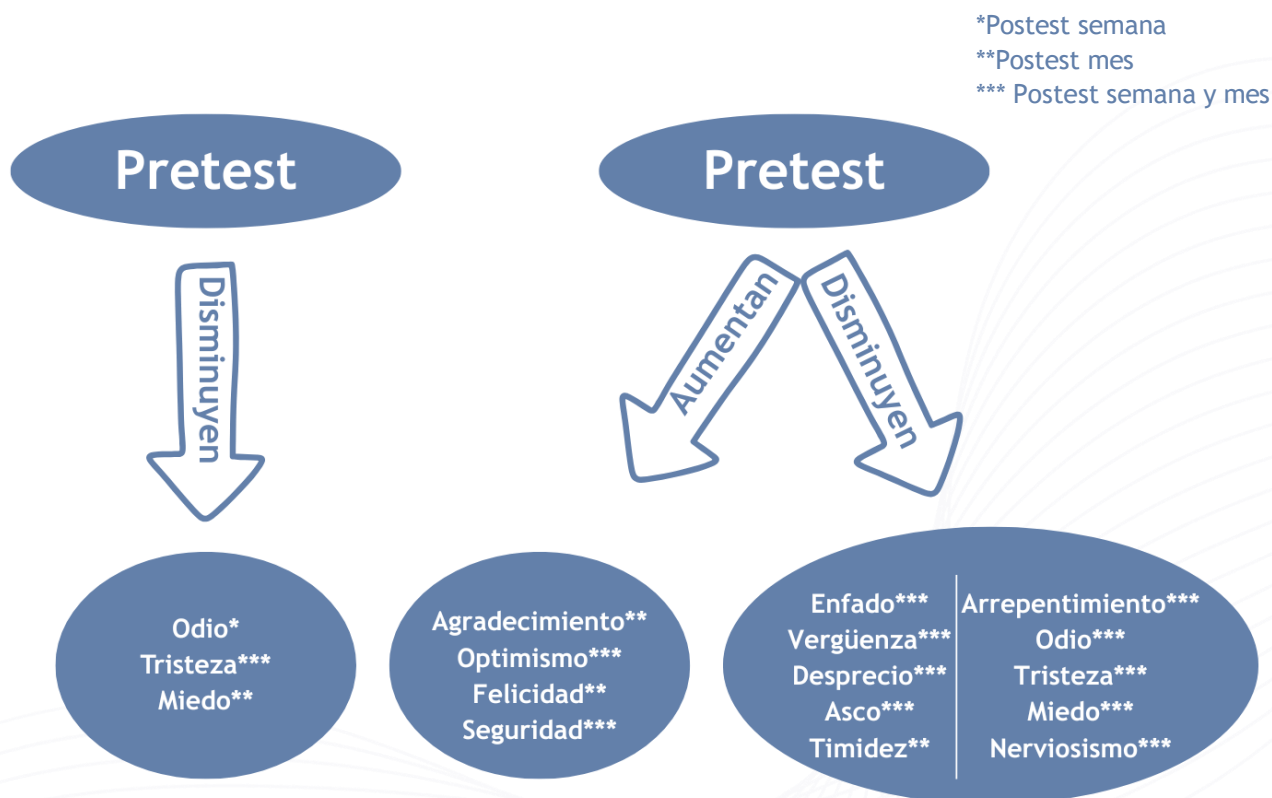 *Postest semana
**Postest mes
*** Postest semana y mes
Pretest
Disminuyen
Odio*
Tristeza***
Miedo**
Pretest
Aumentan
Disminuyen
Agradecimiento**
Optimismo***
Felicidad**
Seguridad***
Enfado***
Vergüenza***
Desprecio***
Asco***
Timidez**
Arrepentimiento***
Odio***
Tristeza***
Miedo***
Nerviosismo***